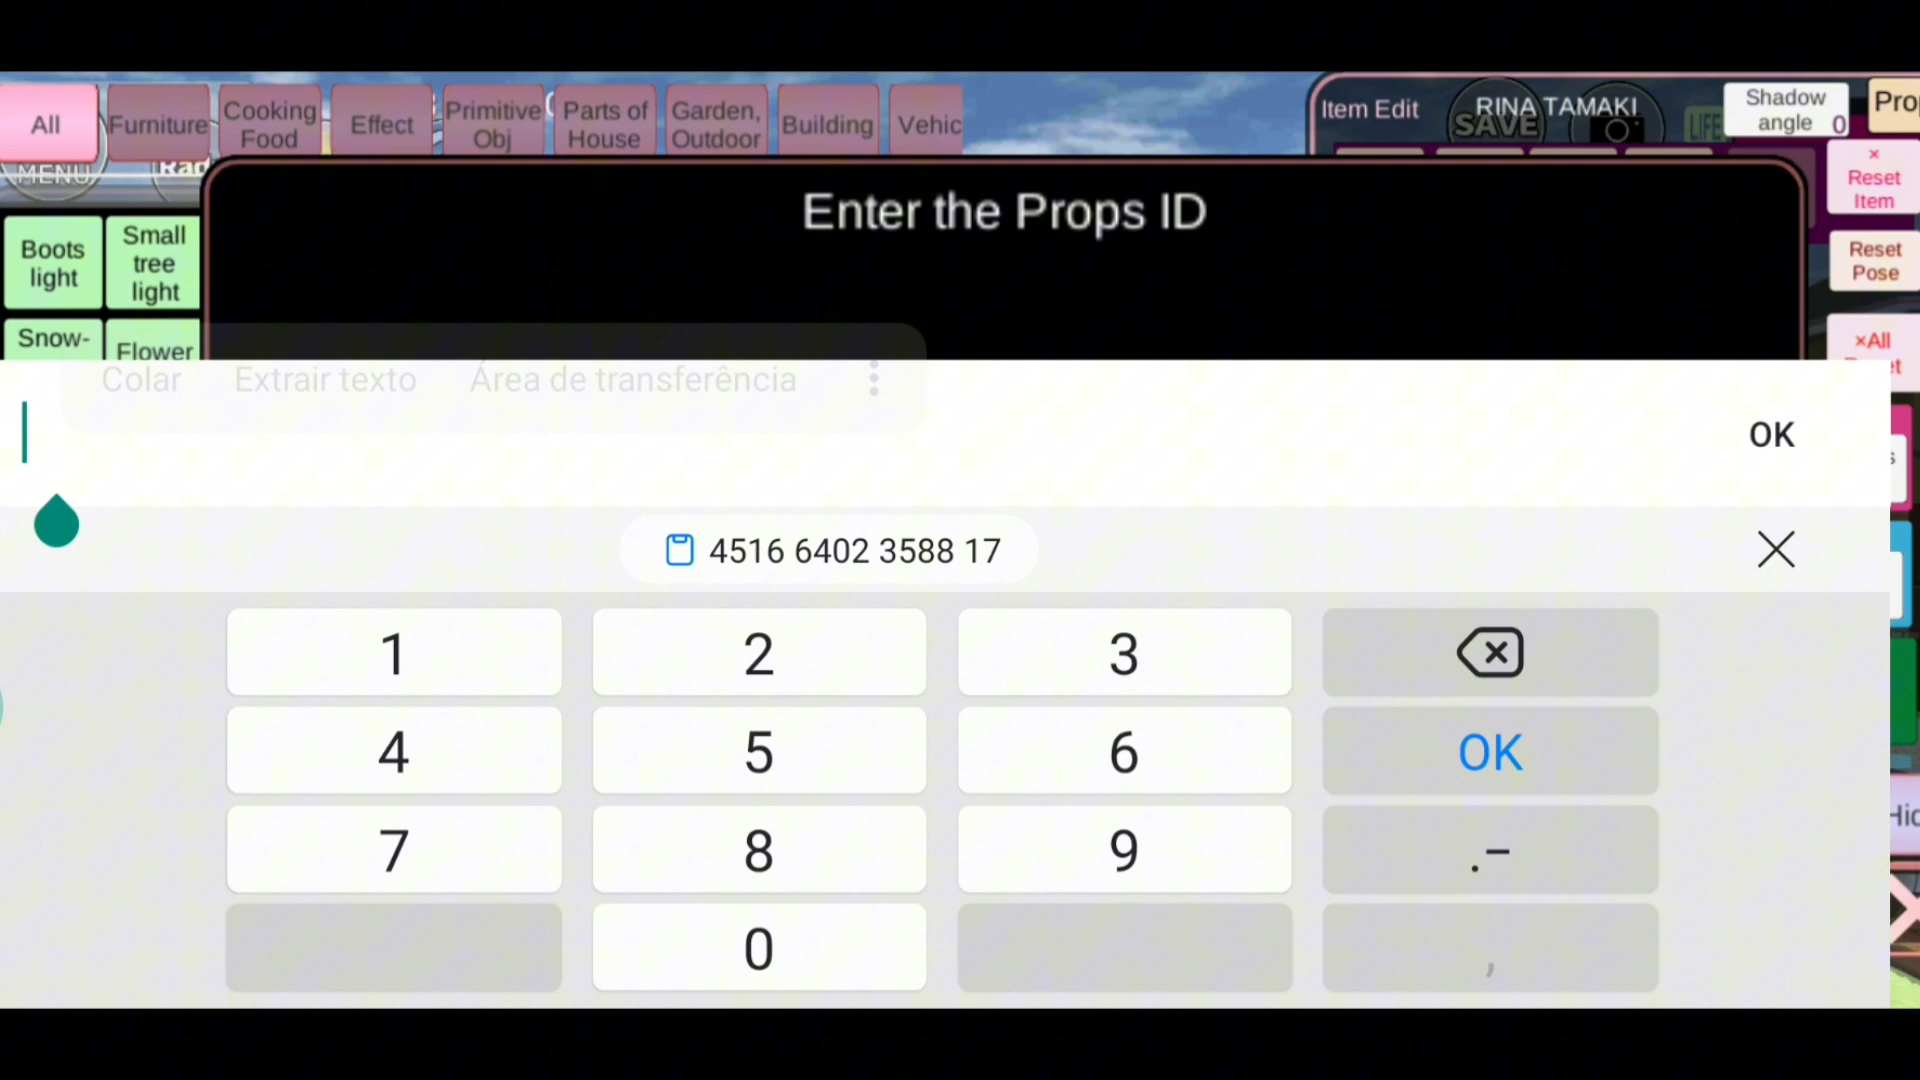 All
Furniture
Cooking
Food
Effect
Primitive
Obj
Parts of
House
Garden,
Outdoor
Building
Vehic
Item Edit
SAVE
RINA TAMAKI
LIFE
Shadow
angle 0
MENU
Rad
×
Reset
Item
Enter the Props ID
Boots
light
Small
tree
light
Reset
Pose
Snow-
Flower
×All
Colar
Extrair texto
Área de transferência
OK
4516 6402 3588 17
1
2
3
4
5
6
OK
7
8
9
.–
0
,